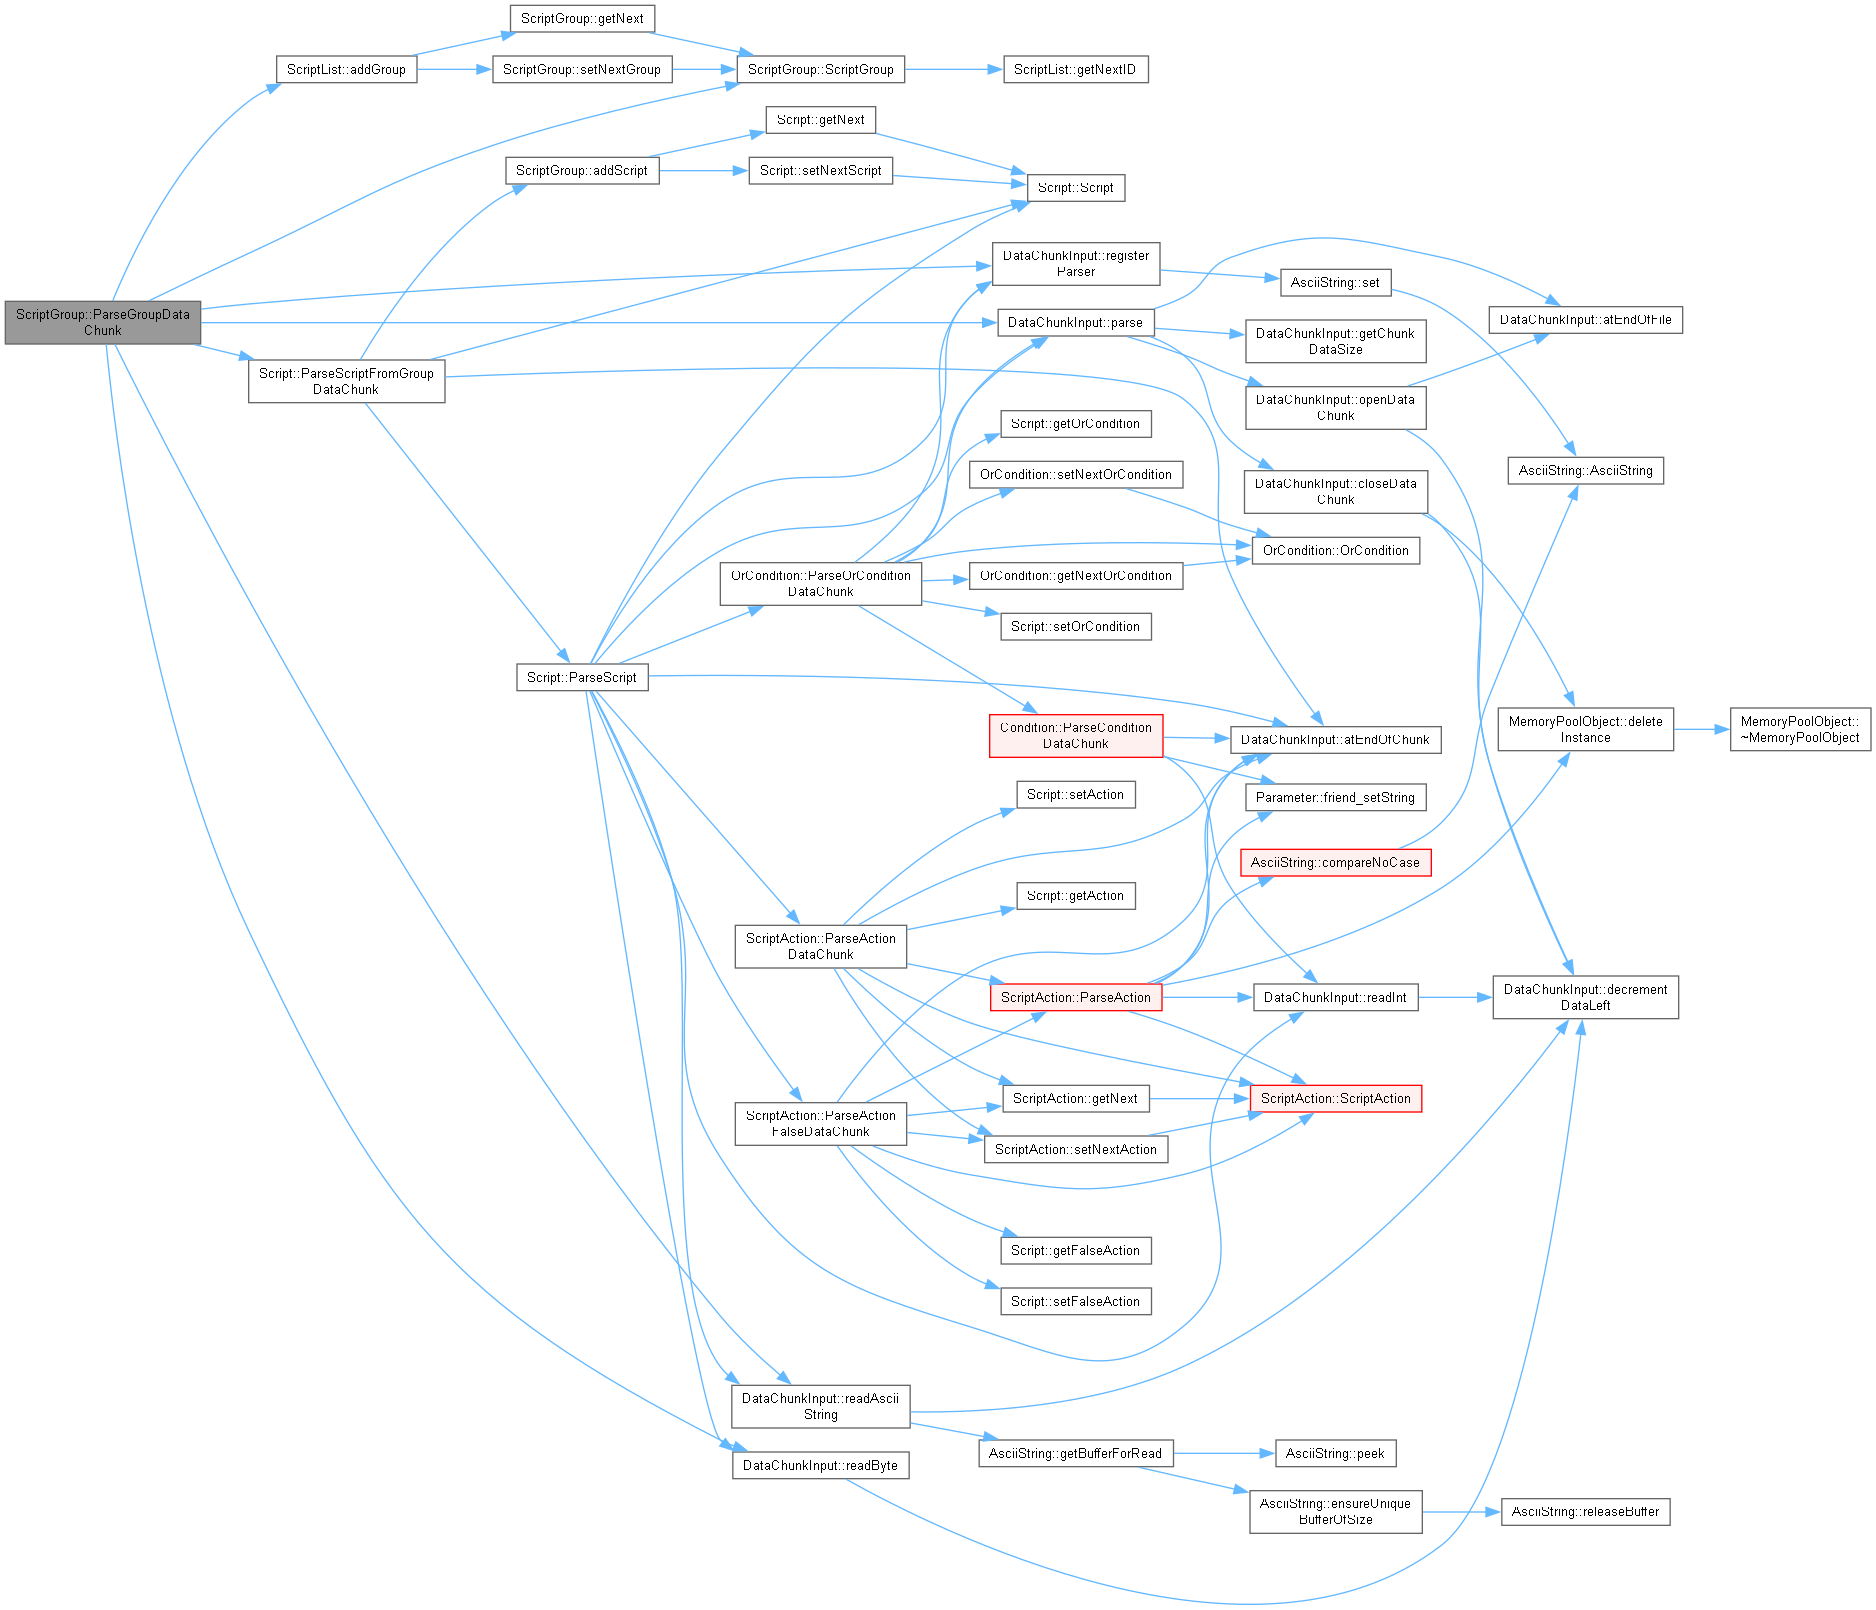 ScriptGroup::getNext
ScriptList::addGroup
ScriptGroup::setNextGroup
ScriptGroup::ScriptGroup
ScriptList::getNextID
Script::getNext
ScriptGroup::addScript
Script::setNextScript
Script::Script
DataChunkInput::register
Parser
AsciiString::set
ScriptGroup::ParseGroupData
Chunk
DataChunkInput::parse
DataChunkInput::getChunk
DataSize
DataChunkInput::atEndOfFile
Script::ParseScriptFromGroup
DataChunk
DataChunkInput::openData
Chunk
Script::getOrCondition
OrCondition::setNextOrCondition
DataChunkInput::closeData
Chunk
AsciiString::AsciiString
OrCondition::OrCondition
OrCondition::ParseOrCondition
DataChunk
OrCondition::getNextOrCondition
Script::setOrCondition
Script::ParseScript
Condition::ParseCondition
DataChunk
DataChunkInput::atEndOfChunk
MemoryPoolObject::delete
Instance
MemoryPoolObject::
~MemoryPoolObject
Script::setAction
Parameter::friend_setString
AsciiString::compareNoCase
Script::getAction
ScriptAction::ParseAction
DataChunk
ScriptAction::ParseAction
DataChunkInput::readInt
DataChunkInput::decrement
DataLeft
ScriptAction::getNext
ScriptAction::ScriptAction
ScriptAction::ParseAction
FalseDataChunk
ScriptAction::setNextAction
Script::getFalseAction
Script::setFalseAction
DataChunkInput::readAscii
String
AsciiString::getBufferForRead
AsciiString::peek
DataChunkInput::readByte
AsciiString::ensureUnique
BufferOfSize
AsciiString::releaseBuffer